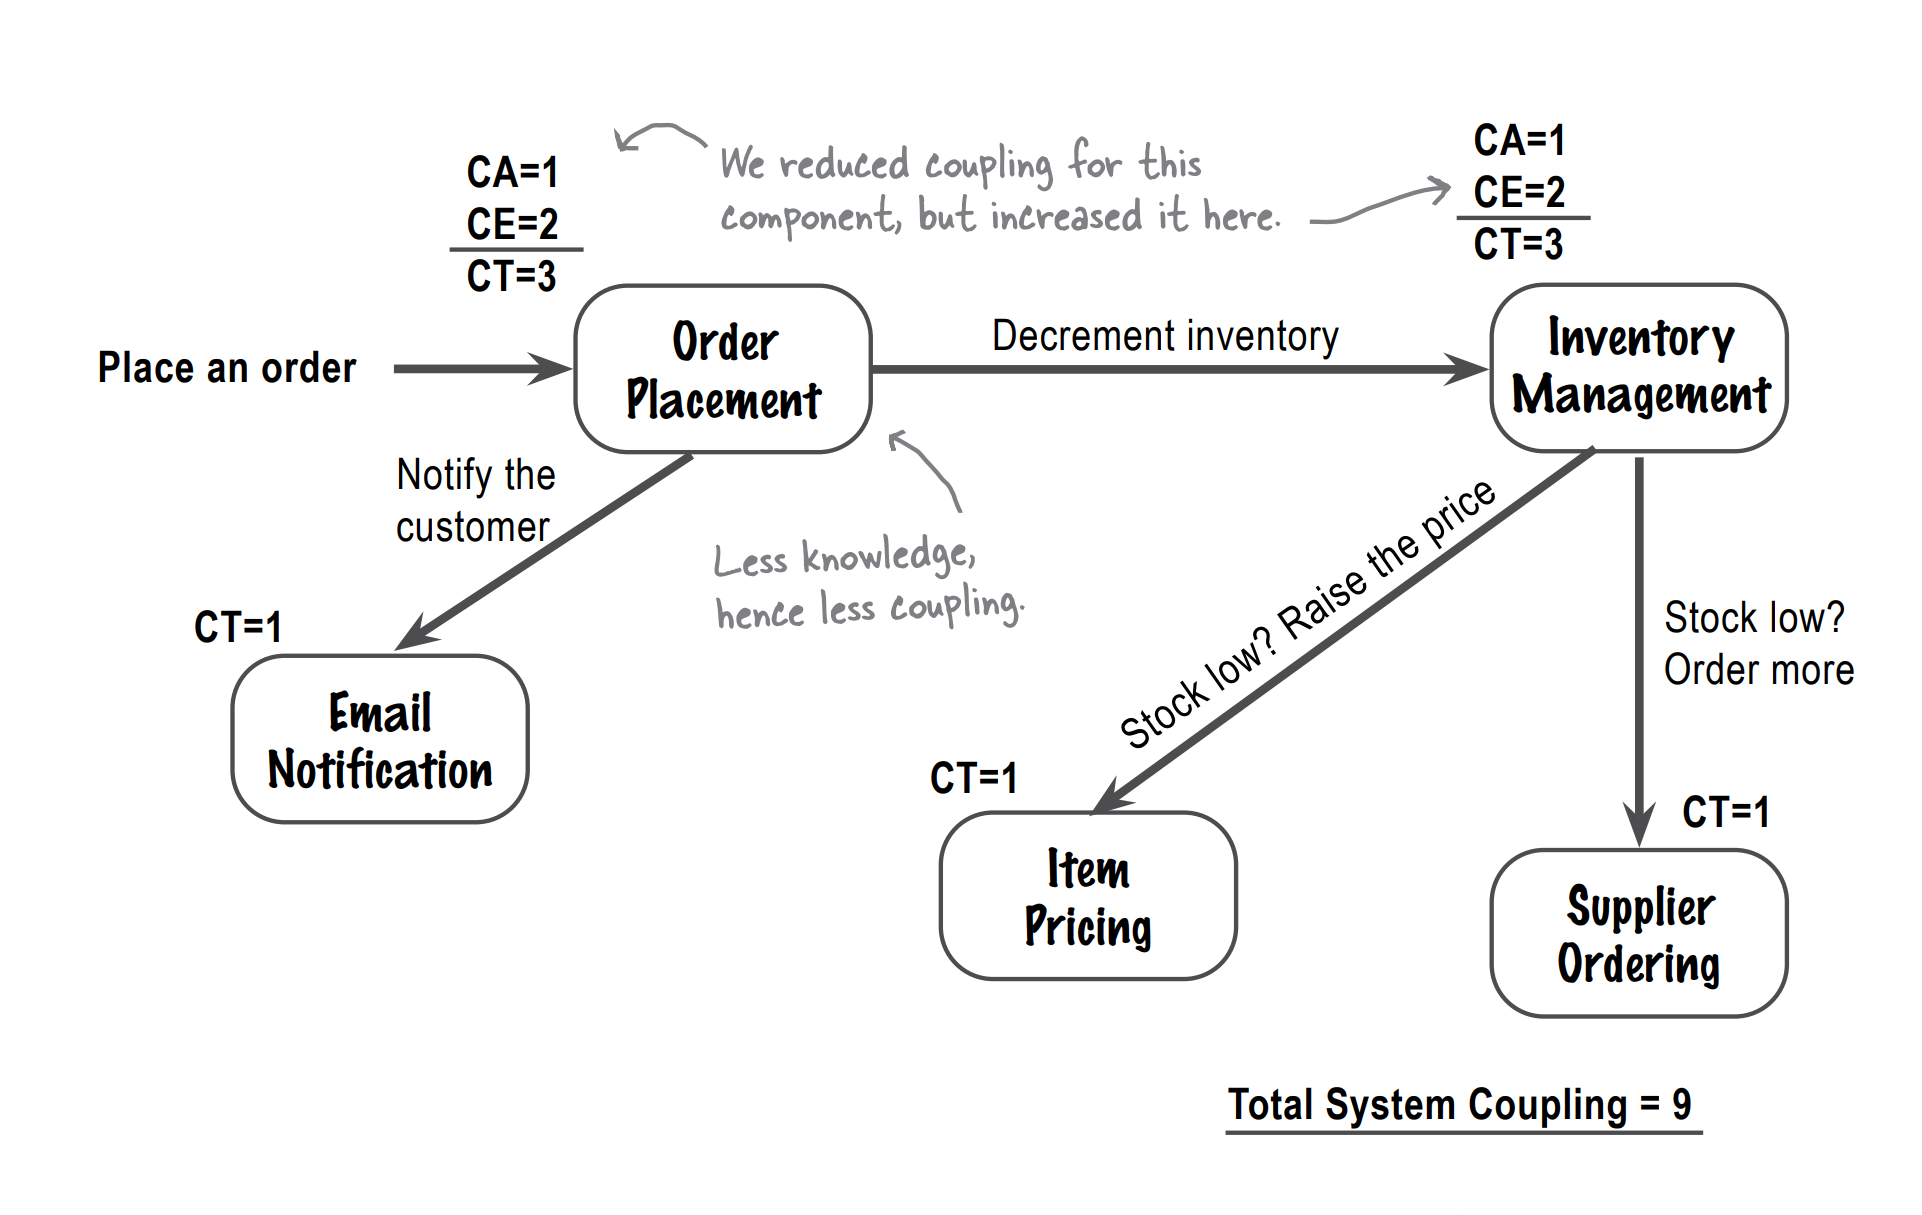 CA=1
CE=2
CT=3
We reduced coupling for this
component, but increased it here.
CA=1
CE=2
CT=3
Place an order
Order
Placement
Decrement inventory
Inventory
Management
Notify the
customer
Less knowledge,
hence less coupling.
Stock low? Raise the price
Stock low?
Order more
CT=1
Email
Notification
CT=1
Item
Pricing
CT=1
Supplier
Ordering
Total System Coupling = 9